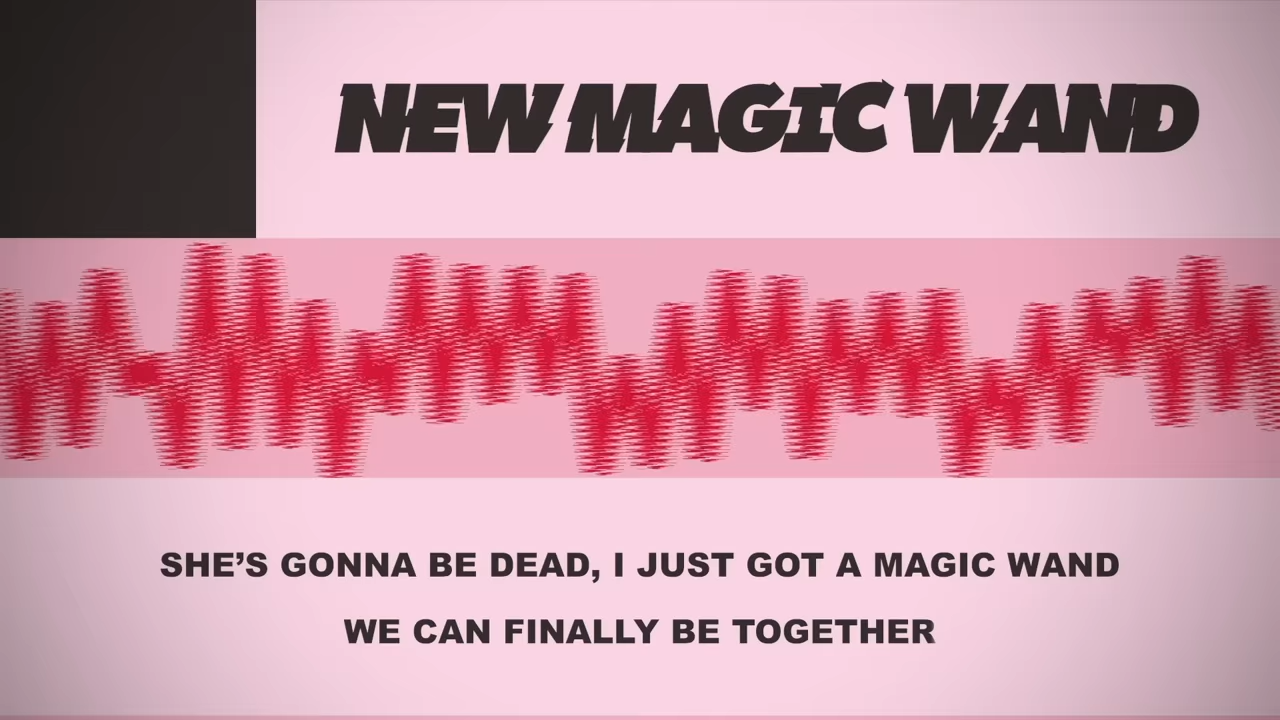 NEW MAGIC WAND
SHE’S GONNA BE DEAD, I JUST GOT A MAGIC WAND
WE CAN FINALLY BE TOGETHER